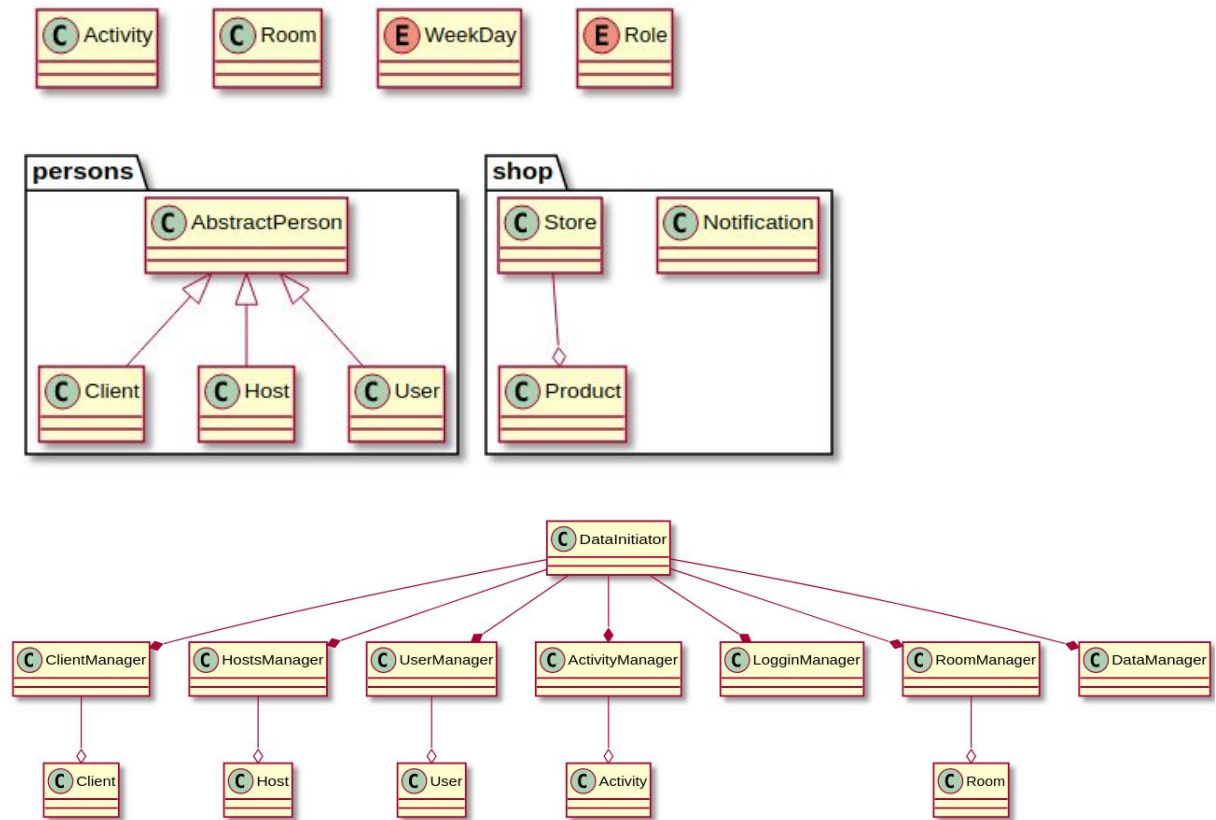 C Activity
C Room
E WeekDay
E Role
persons
shop
C AbstractPerson
C Store
C Notification
C Client
C Host
C User
C Product
C DataInitiator
C ClientManager
C HostsManager
C UserManager
C ActivityManager
C LogginManager
C RoomManager
C DataManager
C Client
C Host
C User
C Activity
C Room